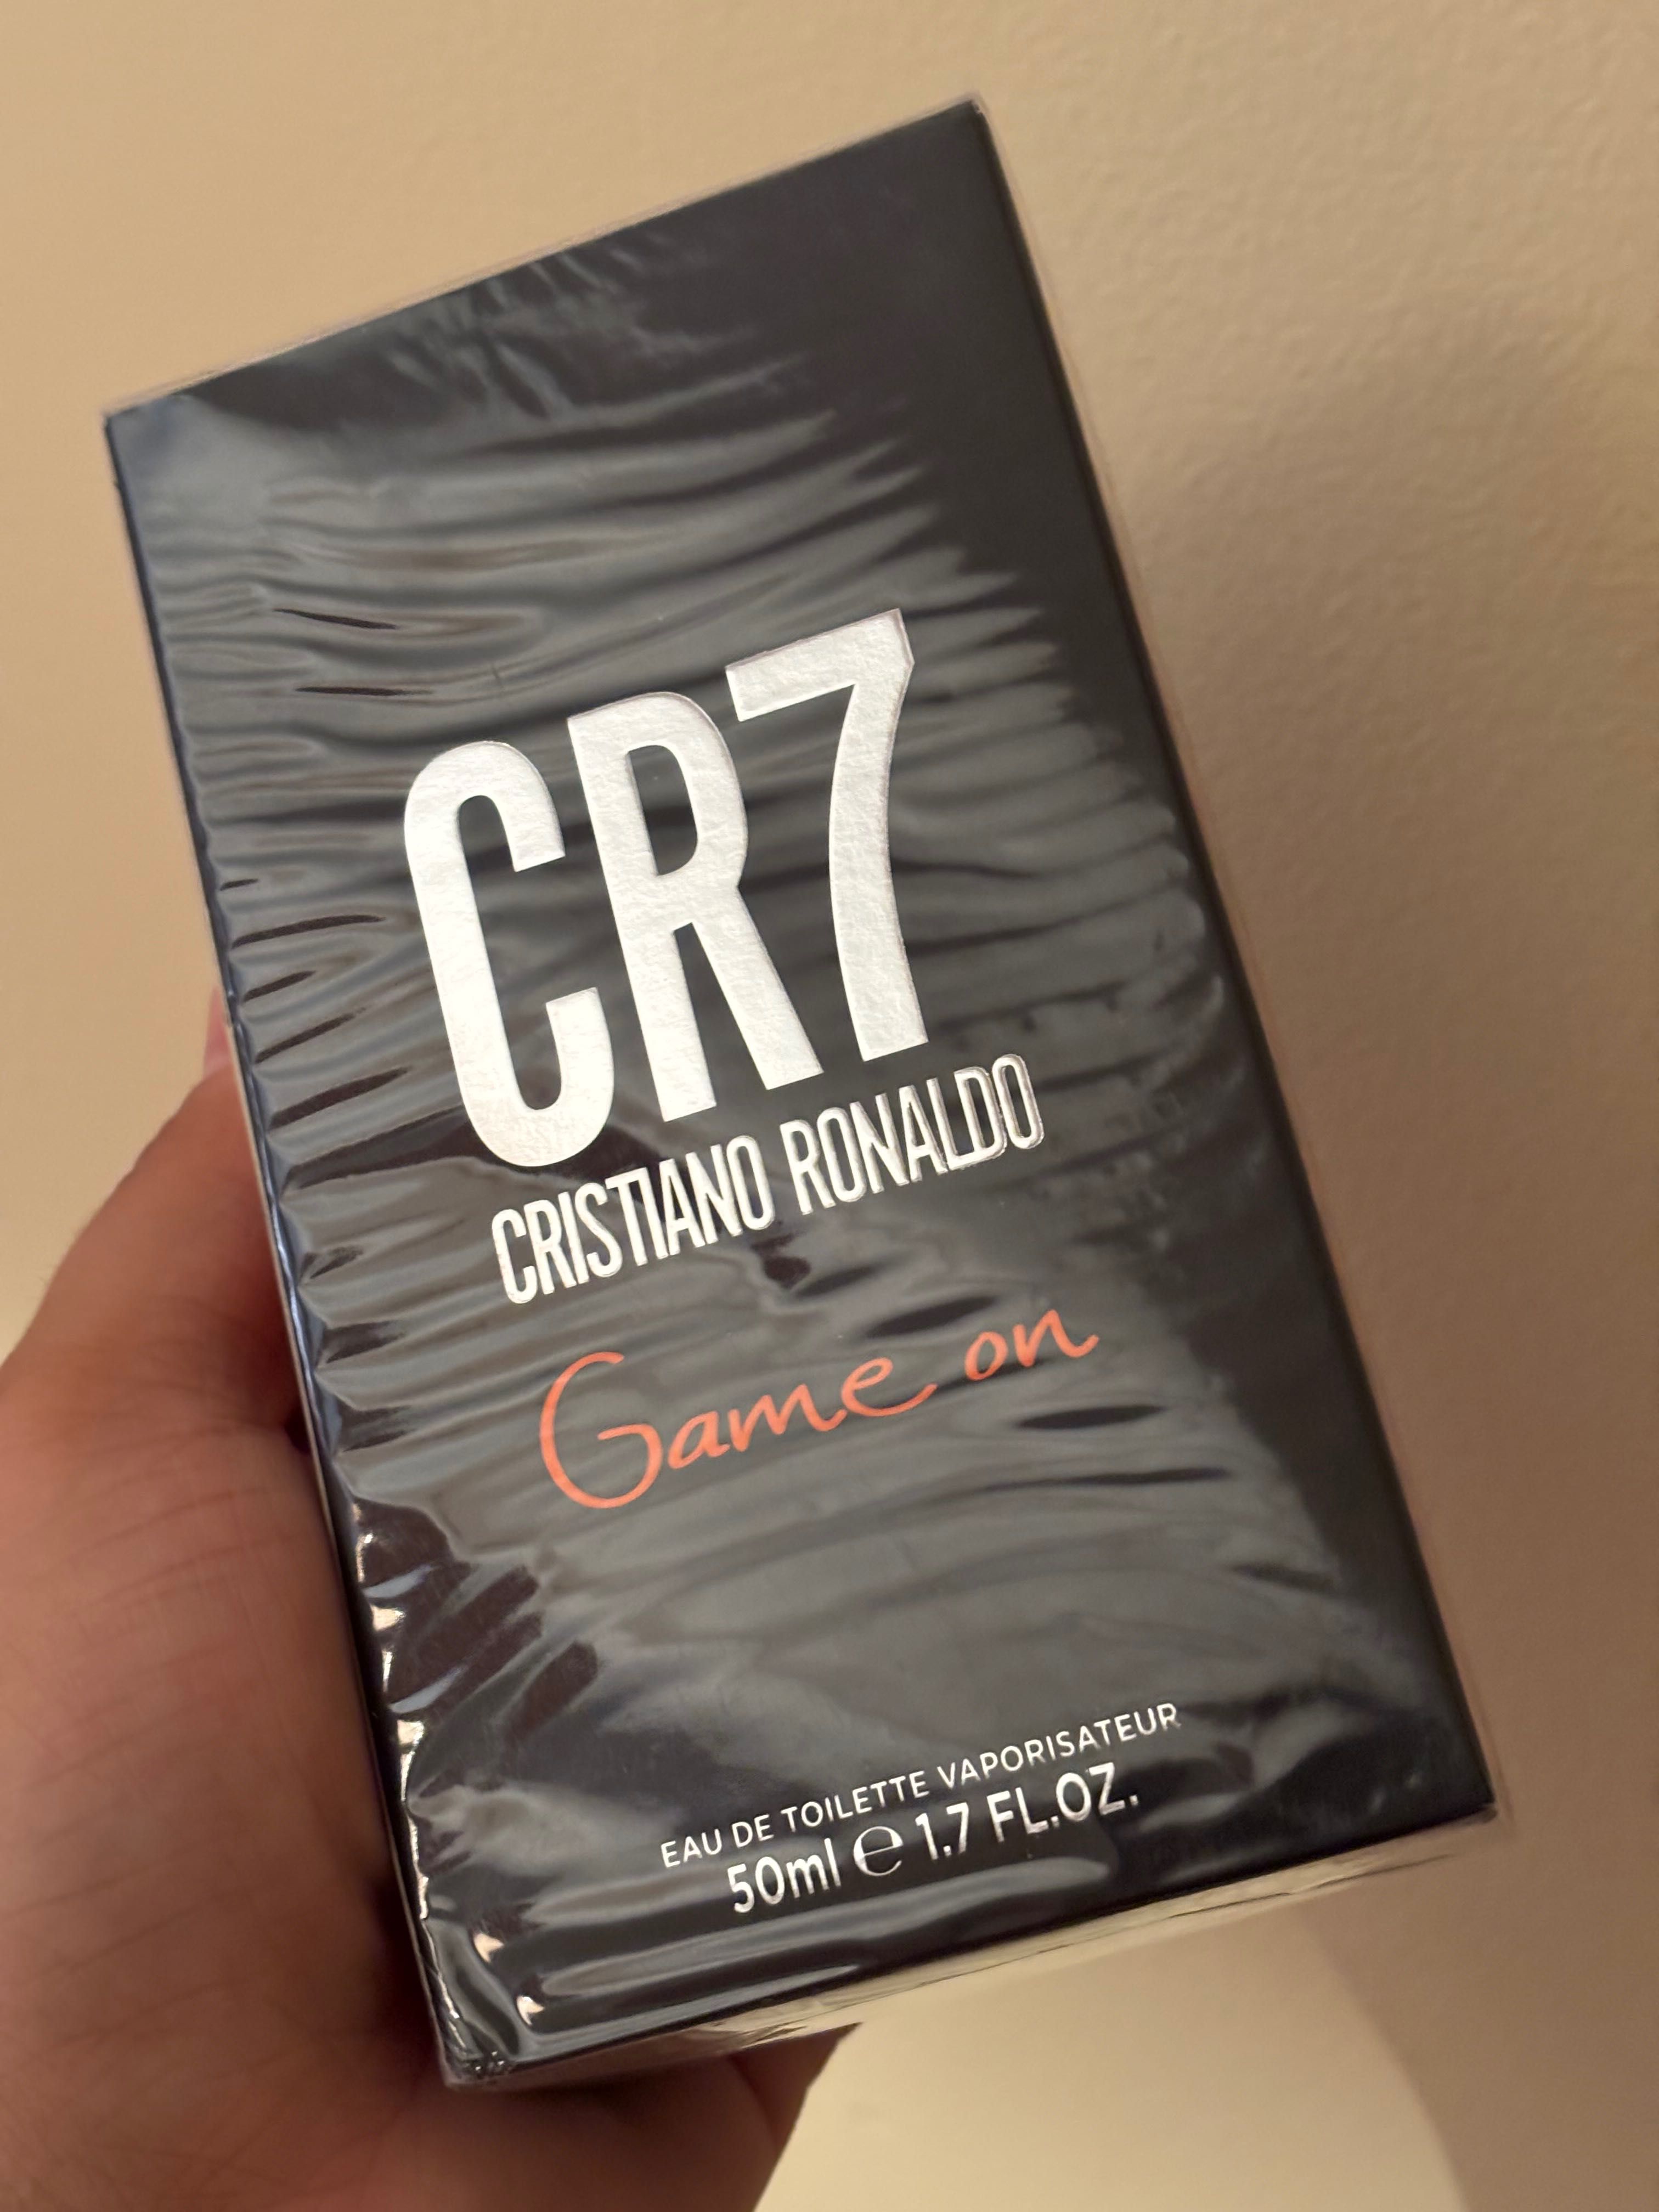 CR7
CRISTIANO RONALDO
Game on
EAU DE TOILETTE VAPORISATEUR
50ml ℮ 1.7 FL.OZ.